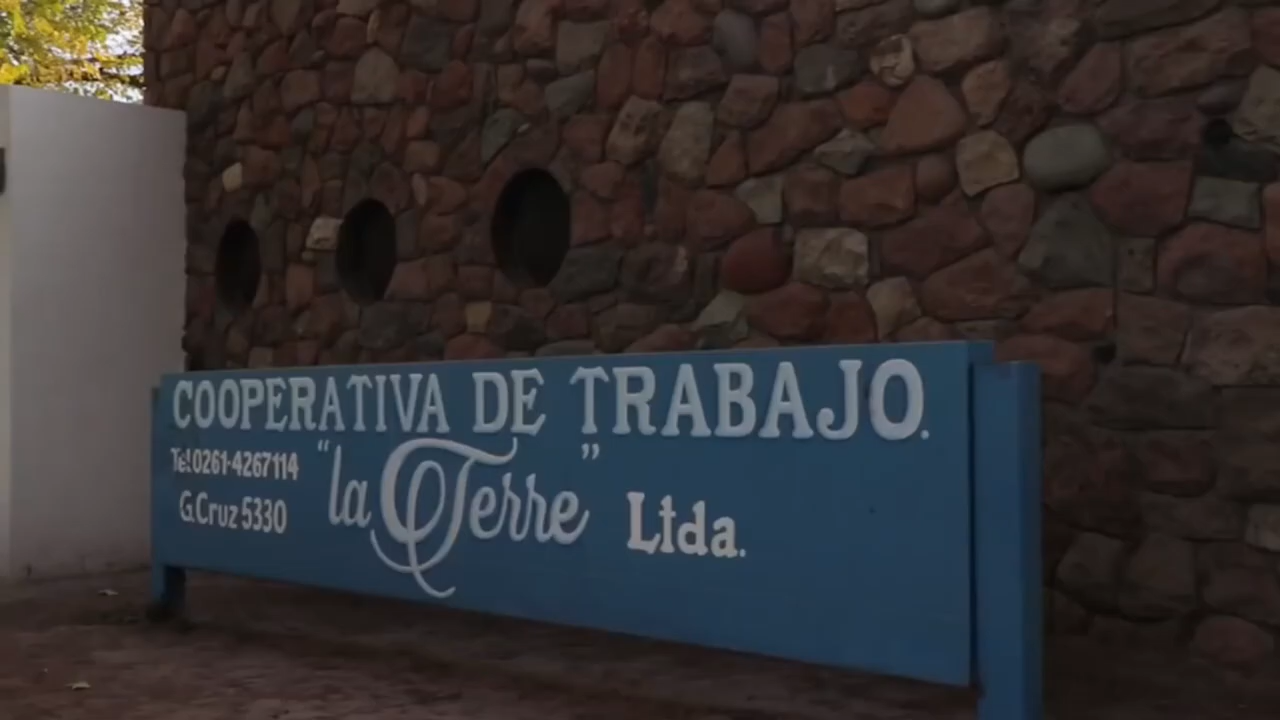 COOPERATIVA DE TRABAJO.
Tel.0261-4267114
G.Cruz 5330
"la Terre" Ltda.